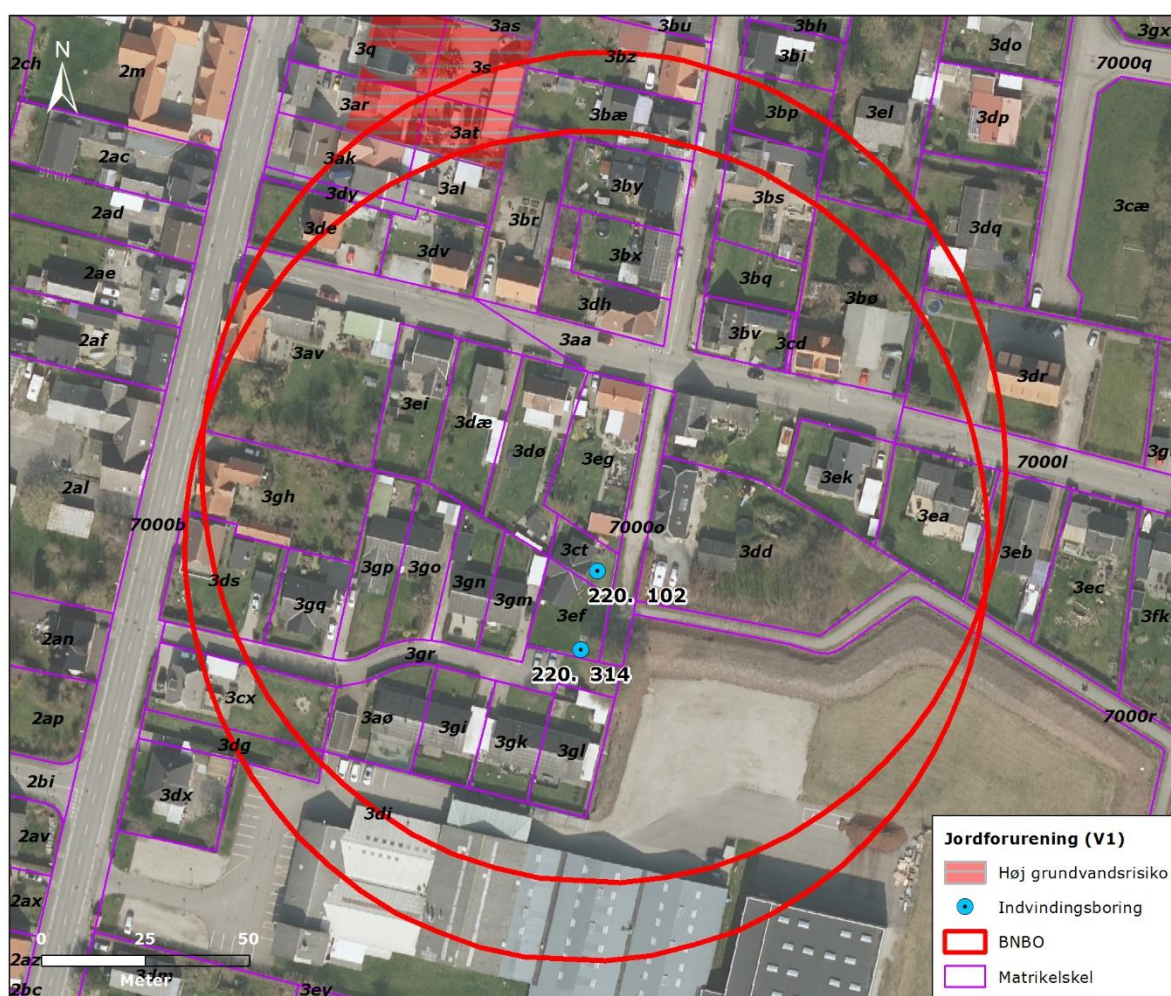 3as
3bu
3bh
3do
3gx
2ch
2m
3q
3s
3bz
3bi
7000q
N
3ar
3bæ
3bp
3el
3dp
3at
2ac
3ak
3al
3by
3bs
3cæ
2ad
3dy
3de
3br
3dq
3dv
3bx
2ae
3bq
3bø
3dh
2af
3av
3aa
3bv
3cd
3dr
3ei
3dæ
3dø
3eg
7000l
2al
3gh
3ek
7000b
7000o
3ea
3ct
3dd
3eb
3ds
3gp
3go
3gn
3gm
3ec
3gq
220. 102
3ef
3fk
2an
3gr
220. 314
3cx
2ap
3aø
3gi
3gk
3gl
7000r
3dg
2bi
3dx
3di
2av
Jordforurening (V1)
Høj grundvandsrisiko
2ax
Indvindingsboring
0 25 50
BNBO
2az
Meter
3dm
2bc
3ey
Matrikelskel